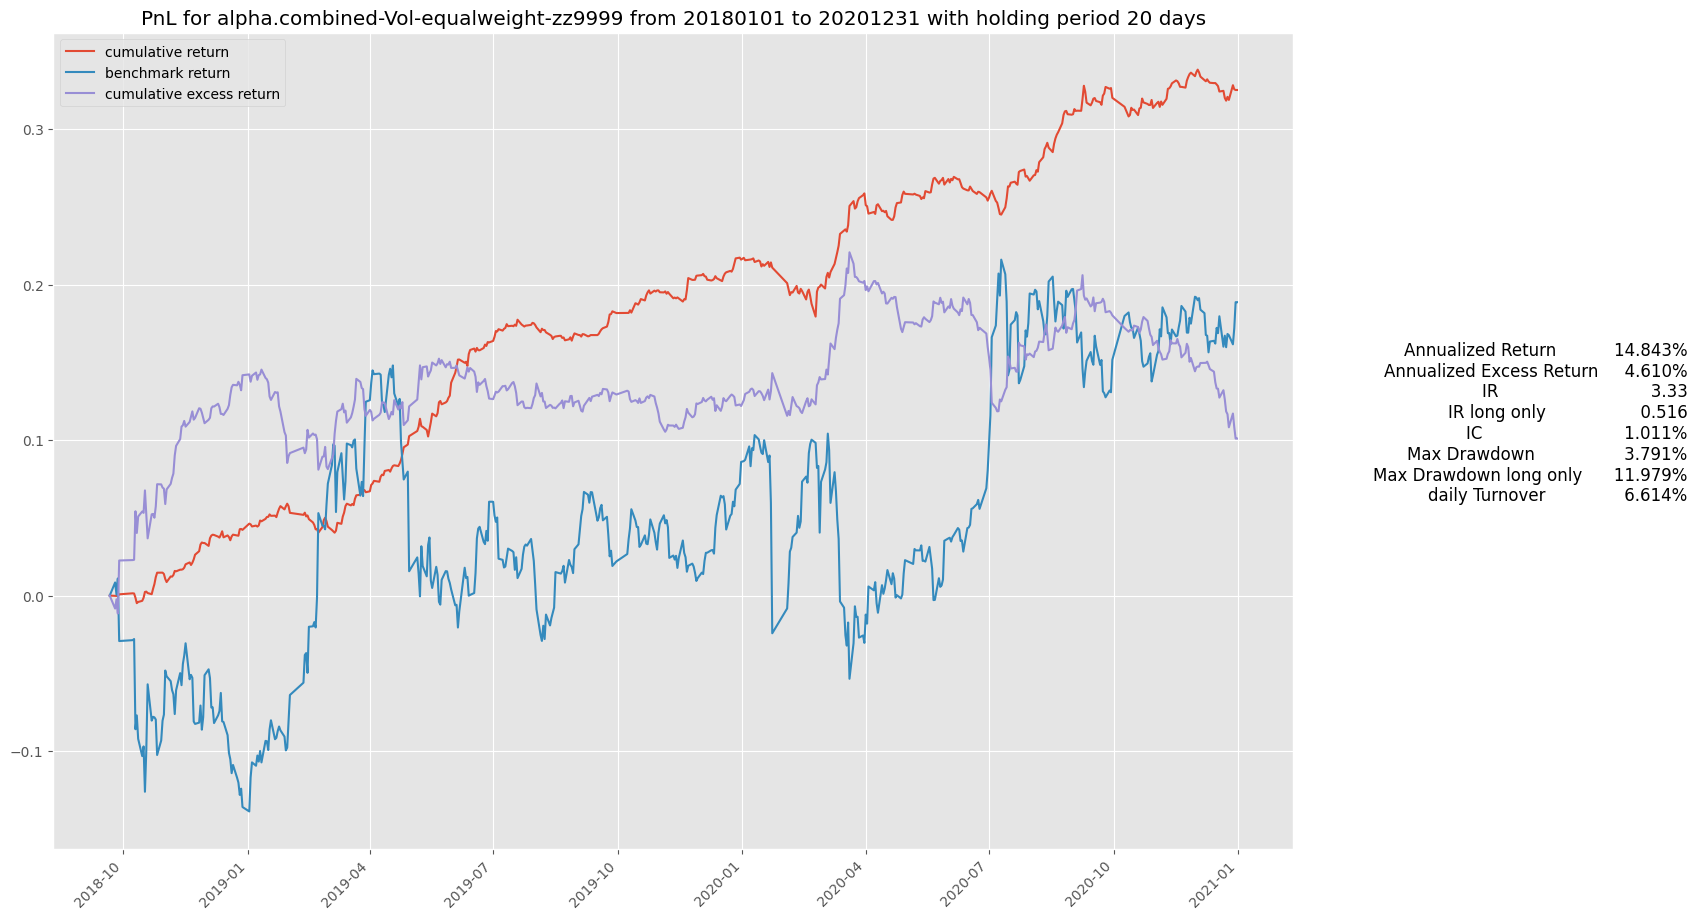 PnL for alpha.combined-Vol-equalweight-zz9999 from 20180101 to 20201231 with holding period 20 days
cumulative return
benchmark return
cumulative excess return
0.3
0.2
0.1
0.0
−0.1
2018-10
2019-01
2019-04
2019-07
2019-10
2020-01
2020-04
2020-07
2020-10
2021-01
Annualized Return 14.843%
Annualized Excess Return 4.610%
IR 3.33
IR long only 0.516
IC 1.011%
Max Drawdown 3.791%
Max Drawdown long only 11.979%
daily Turnover 6.614%